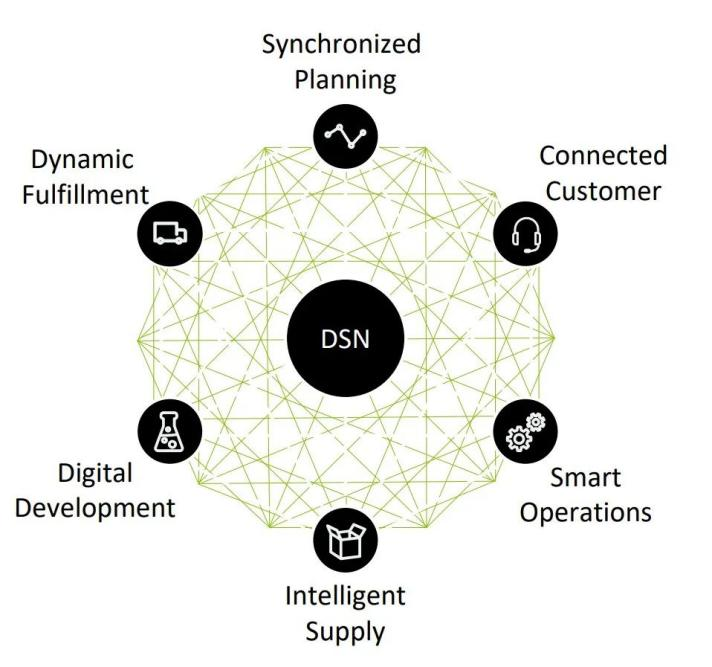 Synchronized
Planning
Dynamic
Fulfillment
Connected
Customer
DSN
Digital
Development
Smart
Operations
Intelligent
Supply